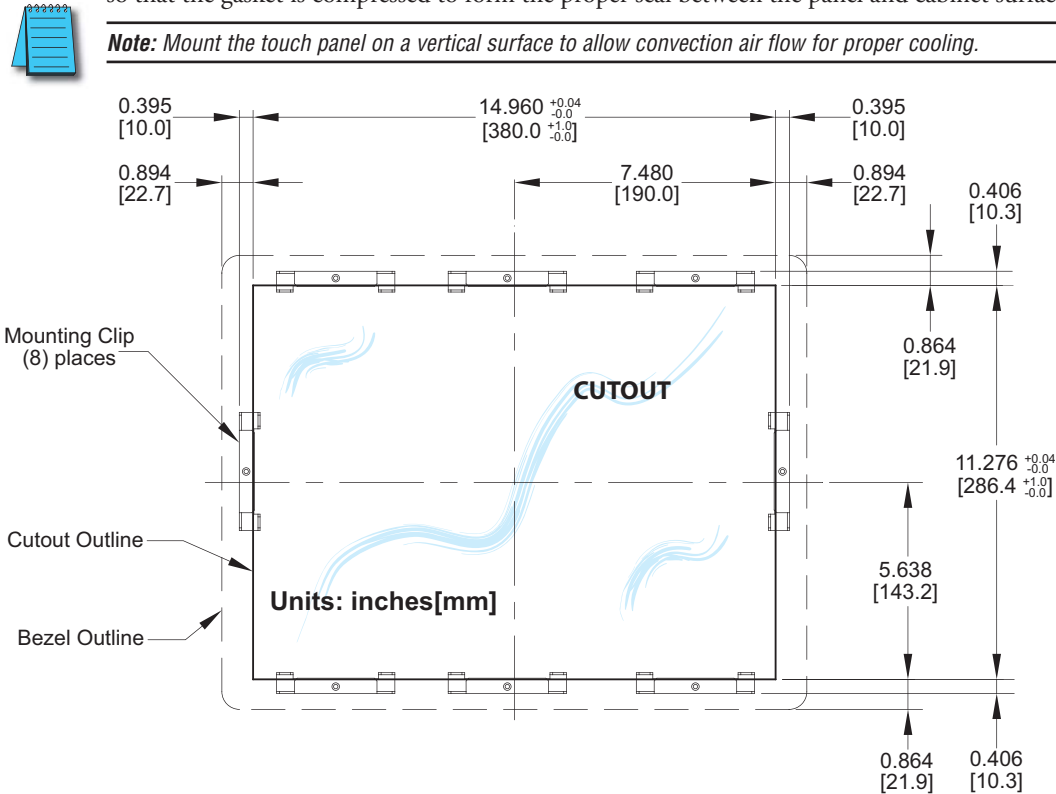 so that the gasket is compressed to form the proper seal between the panel and cabinet
Note: Mount the touch panel on a vertical surface to allow convection air flow for proper cooling.
0.395
[10.0]
14.960 +0.04 -0.0
[380.0 +1.0 -0.0]
0.395
[10.0]
0.894
[22.7]
7.480
[190.0]
0.894
[22.7]
0.406
[10.3]
Mounting Clip
(8) places
0.864
[21.9]
CUTOUT
11.276 +0.04 -0.0
[286.4 +1.0 -0.0]
Cutout Outline
5.638
[143.2]
Units: inches[mm]
Bezel Outline
0.864
[21.9]
0.406
[10.3]